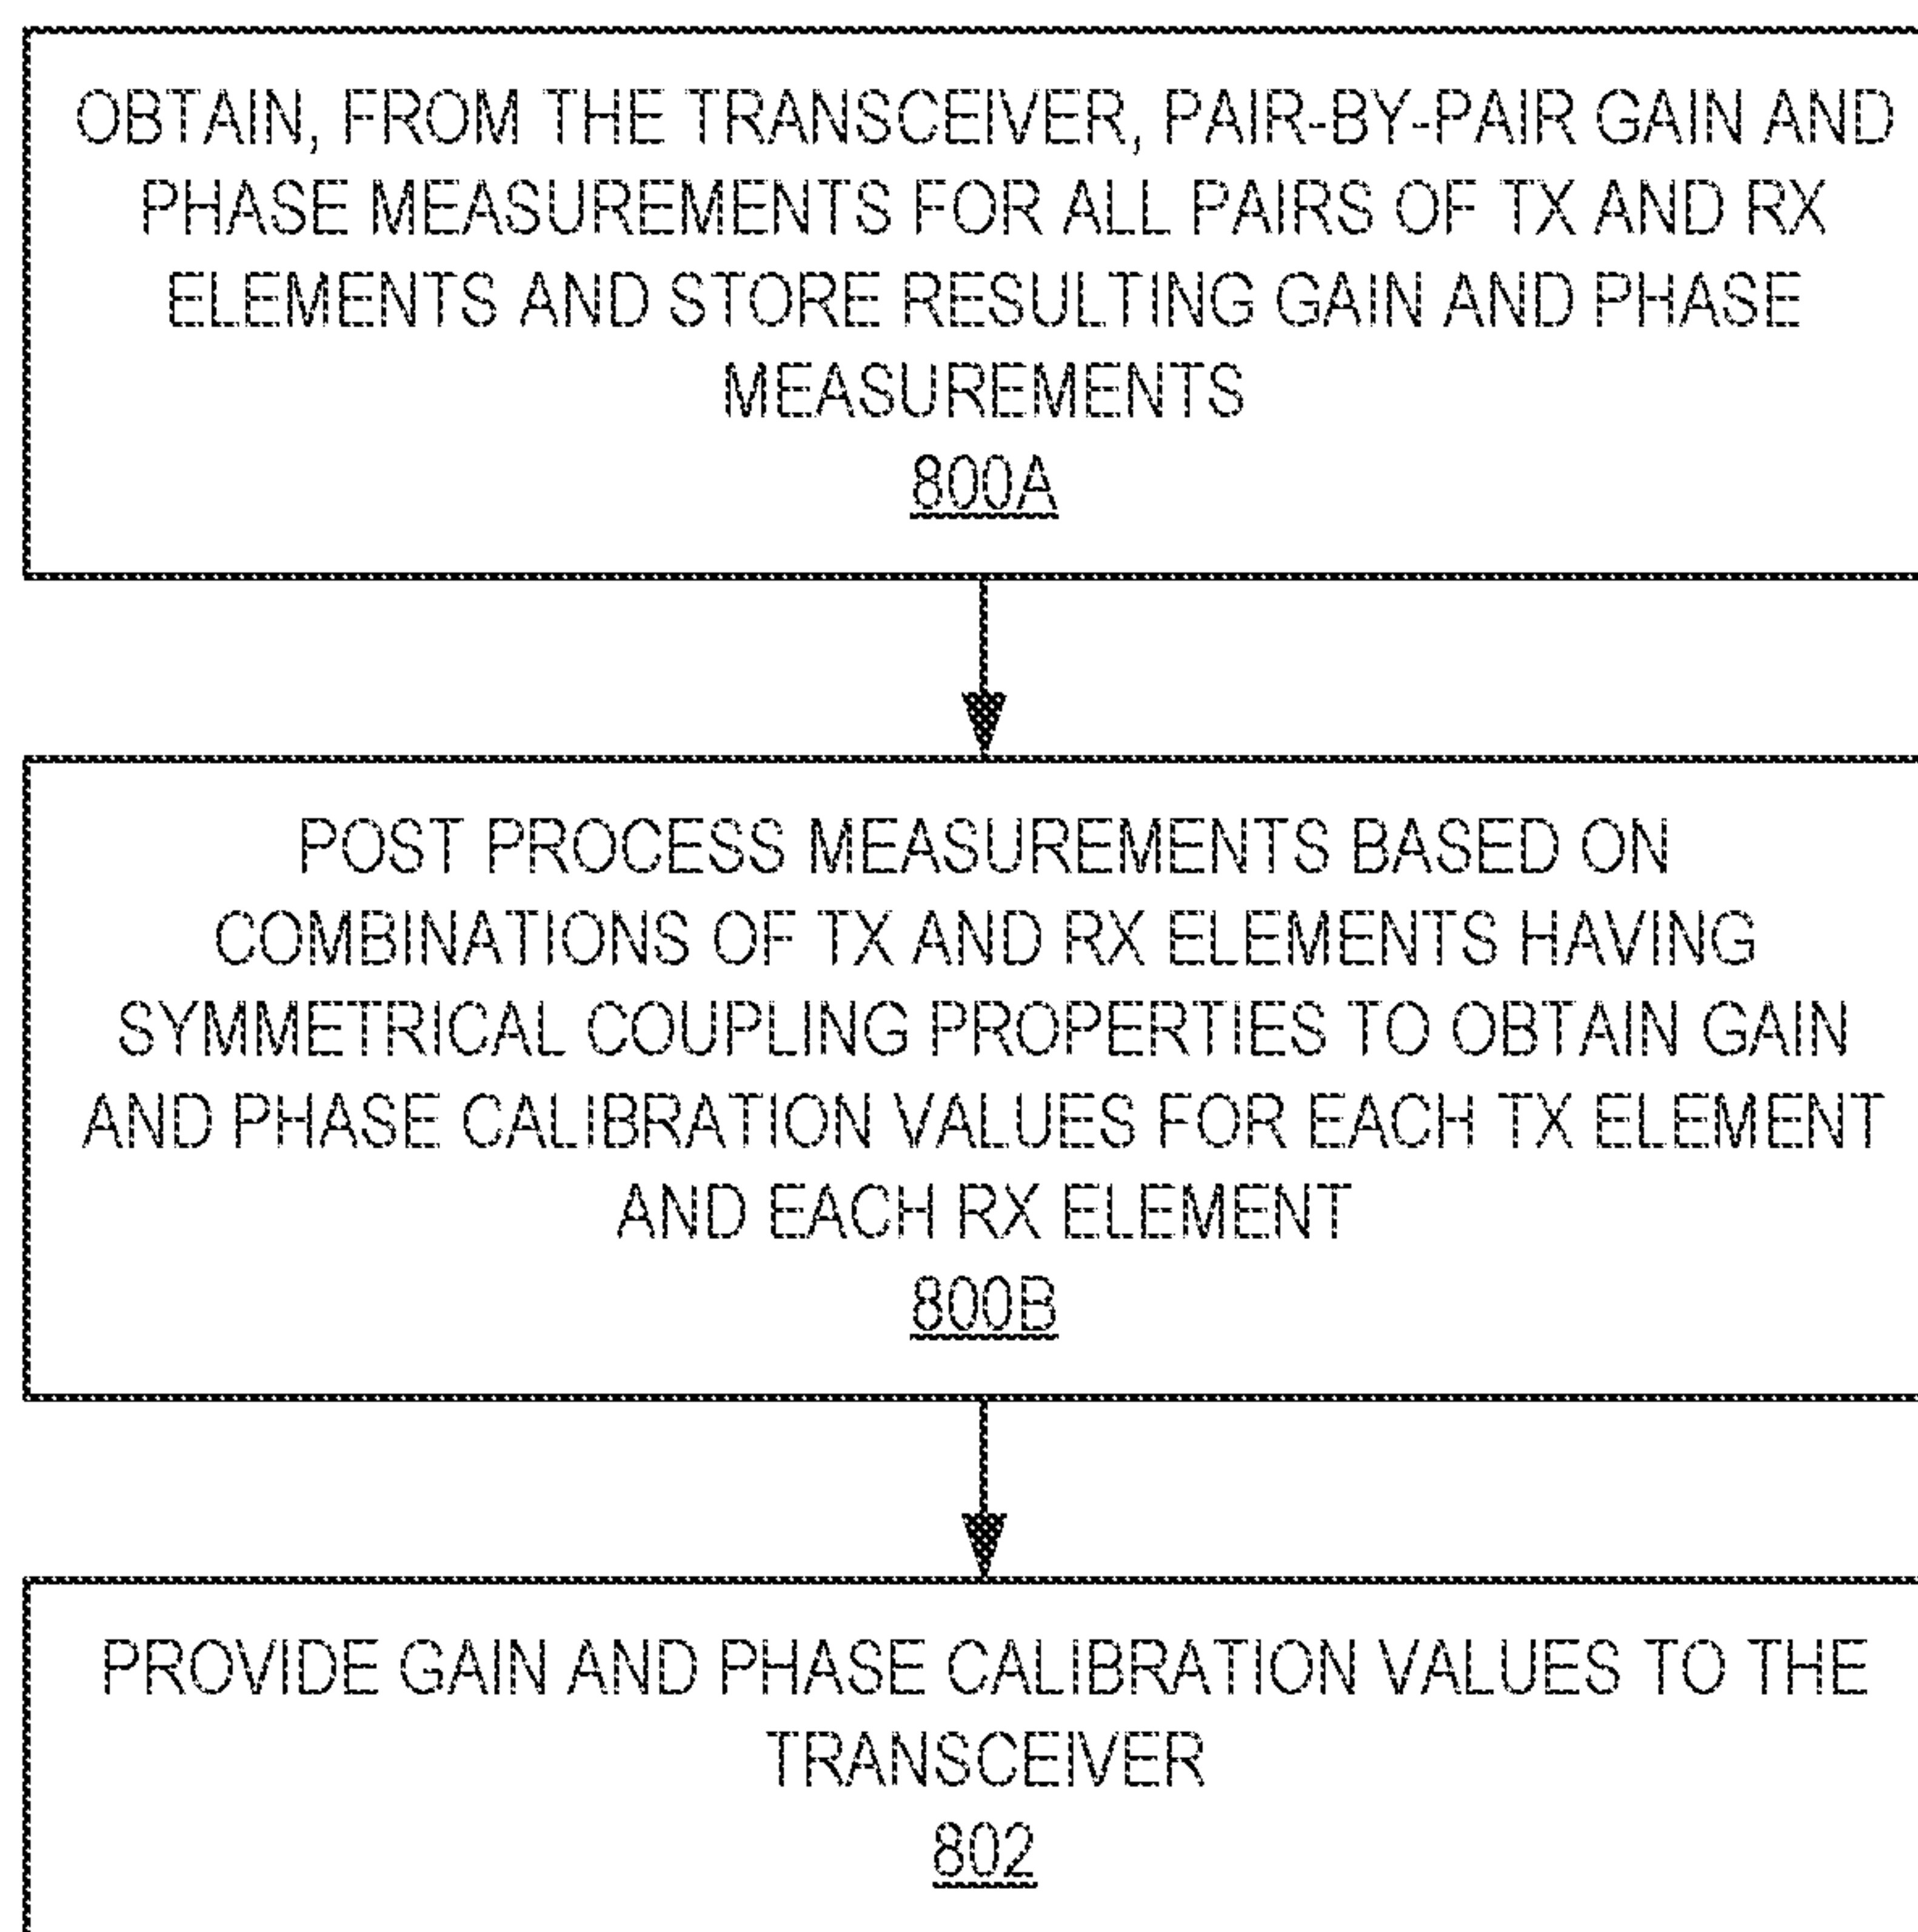 OBTAIN, FROM THE TRANSCEIVER, PAIR-BY-PAIR GAIN AND
PHASE MEASUREMENTS FOR ALL PAIRS OF TX AND RX
ELEMENTS AND STORE RESULTING GAIN AND PHASE
MEASUREMENTS
800A
POST PROCESS MEASUREMENTS BASED ON
COMBINATIONS OF TX AND RX ELEMENTS HAVING
SYMMETRICAL COUPLING PROPERTIES TO OBTAIN GAIN
AND PHASE CALIBRATION VALUES FOR EACH TX ELEMENT
AND EACH RX ELEMENT
800B
PROVIDE GAIN AND PHASE CALIBRATION VALUES TO THE
TRANSCEIVER
802